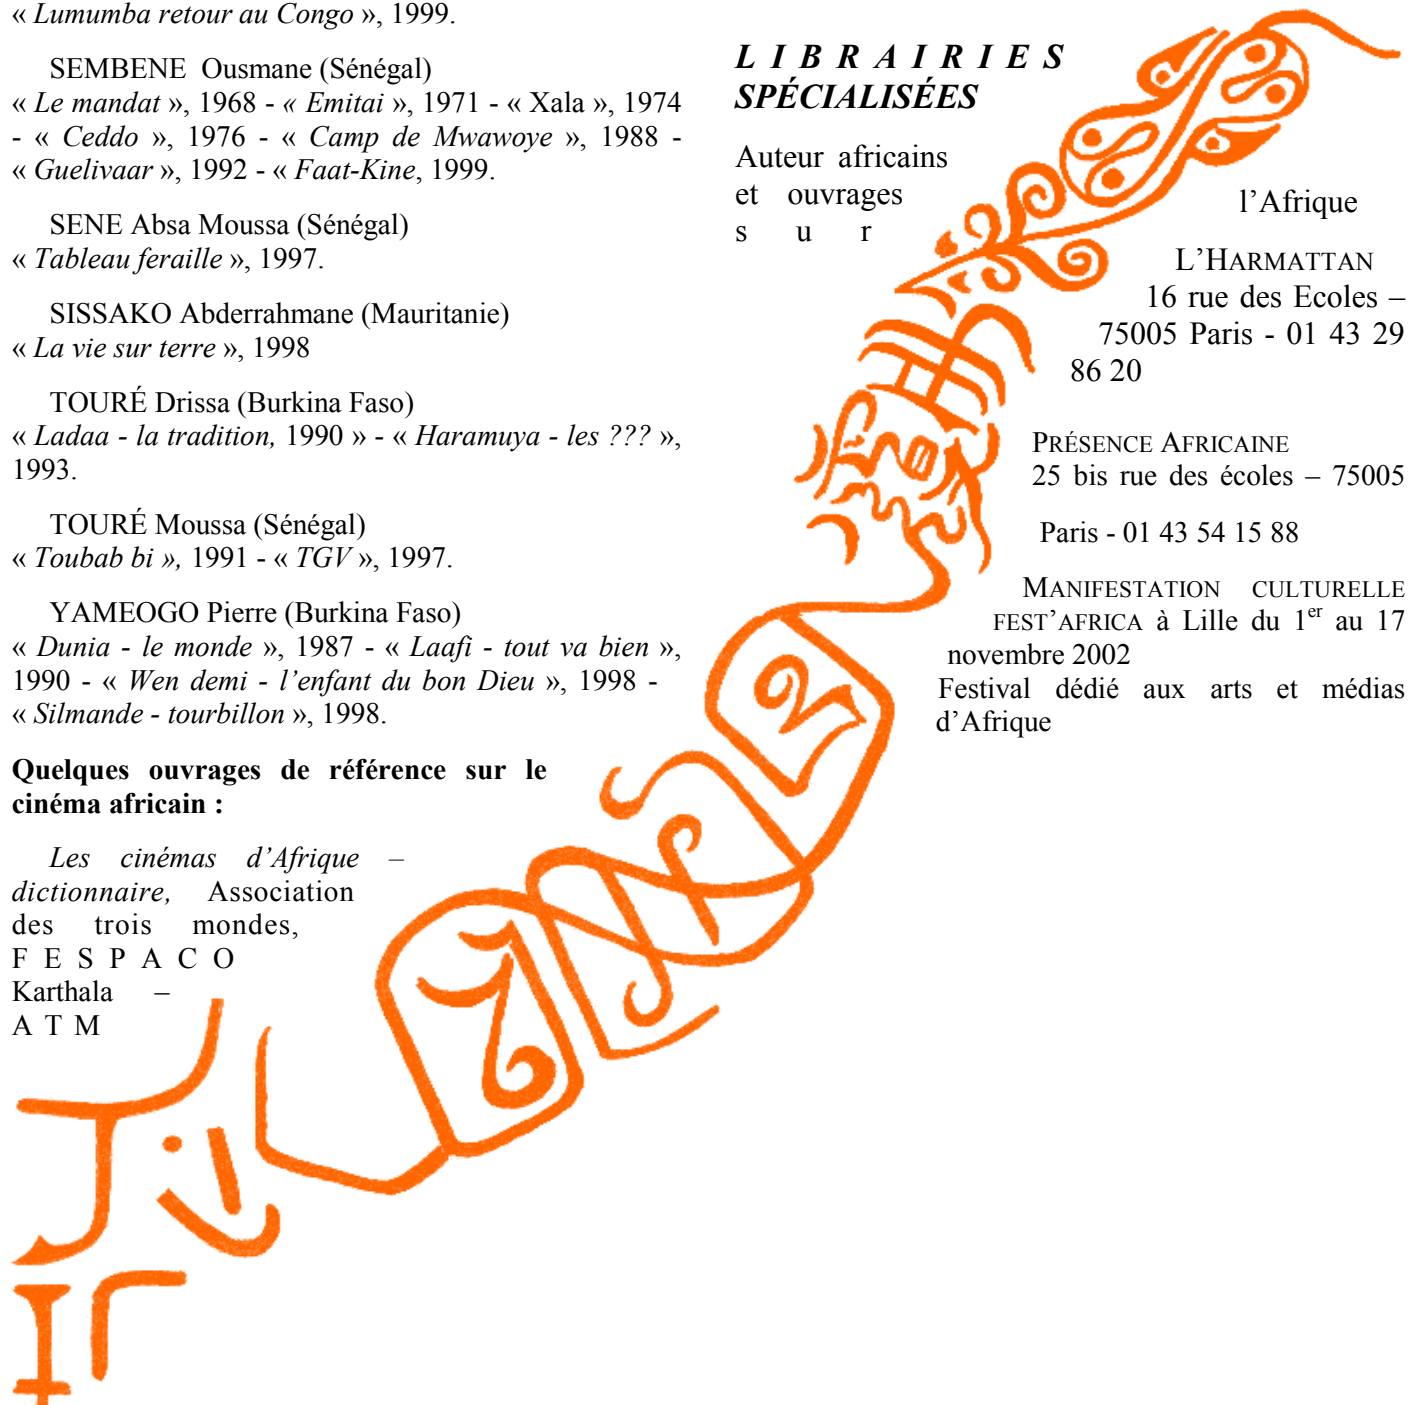 « Lumumba retour au Congo », 1999.
SEMBENE Ousmane (Sénégal)
« Le mandat », 1968 - « Emitai », 1971 - « Xala », 1974
- « Ceddo », 1976 - « Camp de Mwawoye », 1988 -
« Guelivaar », 1992 - « Faat-Kine, 1999.
SENE Absa Moussa (Sénégal)
« Tableau feraille », 1997.
SISSAKO Abderrahmane (Mauritanie)
« La vie sur terre », 1998
TOURÉ Drissa (Burkina Faso)
« Ladaa - la tradition, 1990 » - « Haramuya - les ??? »,
1993.
TOURÉ Moussa (Sénégal)
« Toubab bi », 1991 - « TGV », 1997.
YAMEOGO Pierre (Burkina Faso)
« Dunia - le monde », 1987 - « Laafi - tout va bien »,
1990 - « Wen demi - l’enfant du bon Dieu », 1998 -
« Silmande - tourbillon », 1998.
Quelques ouvrages de référence sur le
cinéma africain :
Les cinémas d’Afrique –
dictionnaire, Association
des trois mondes,
F E S P A C O
Karthala –
A T M
L I B R A I R I E S
SPÉCIALISÉES
Auteur africains
et ouvrages
s u r
l’Afrique
L’HARMATTAN
16 rue des Ecoles –
75005 Paris - 01 43 29
86 20
PRÉSENCE AFRICAINE
25 bis rue des écoles – 75005
Paris - 01 43 54 15 88
MANIFESTATION CULTURELLE
FEST’AFRICA à Lille du 1er au 17
novembre 2002
Festival dédié aux arts et médias
d’Afrique